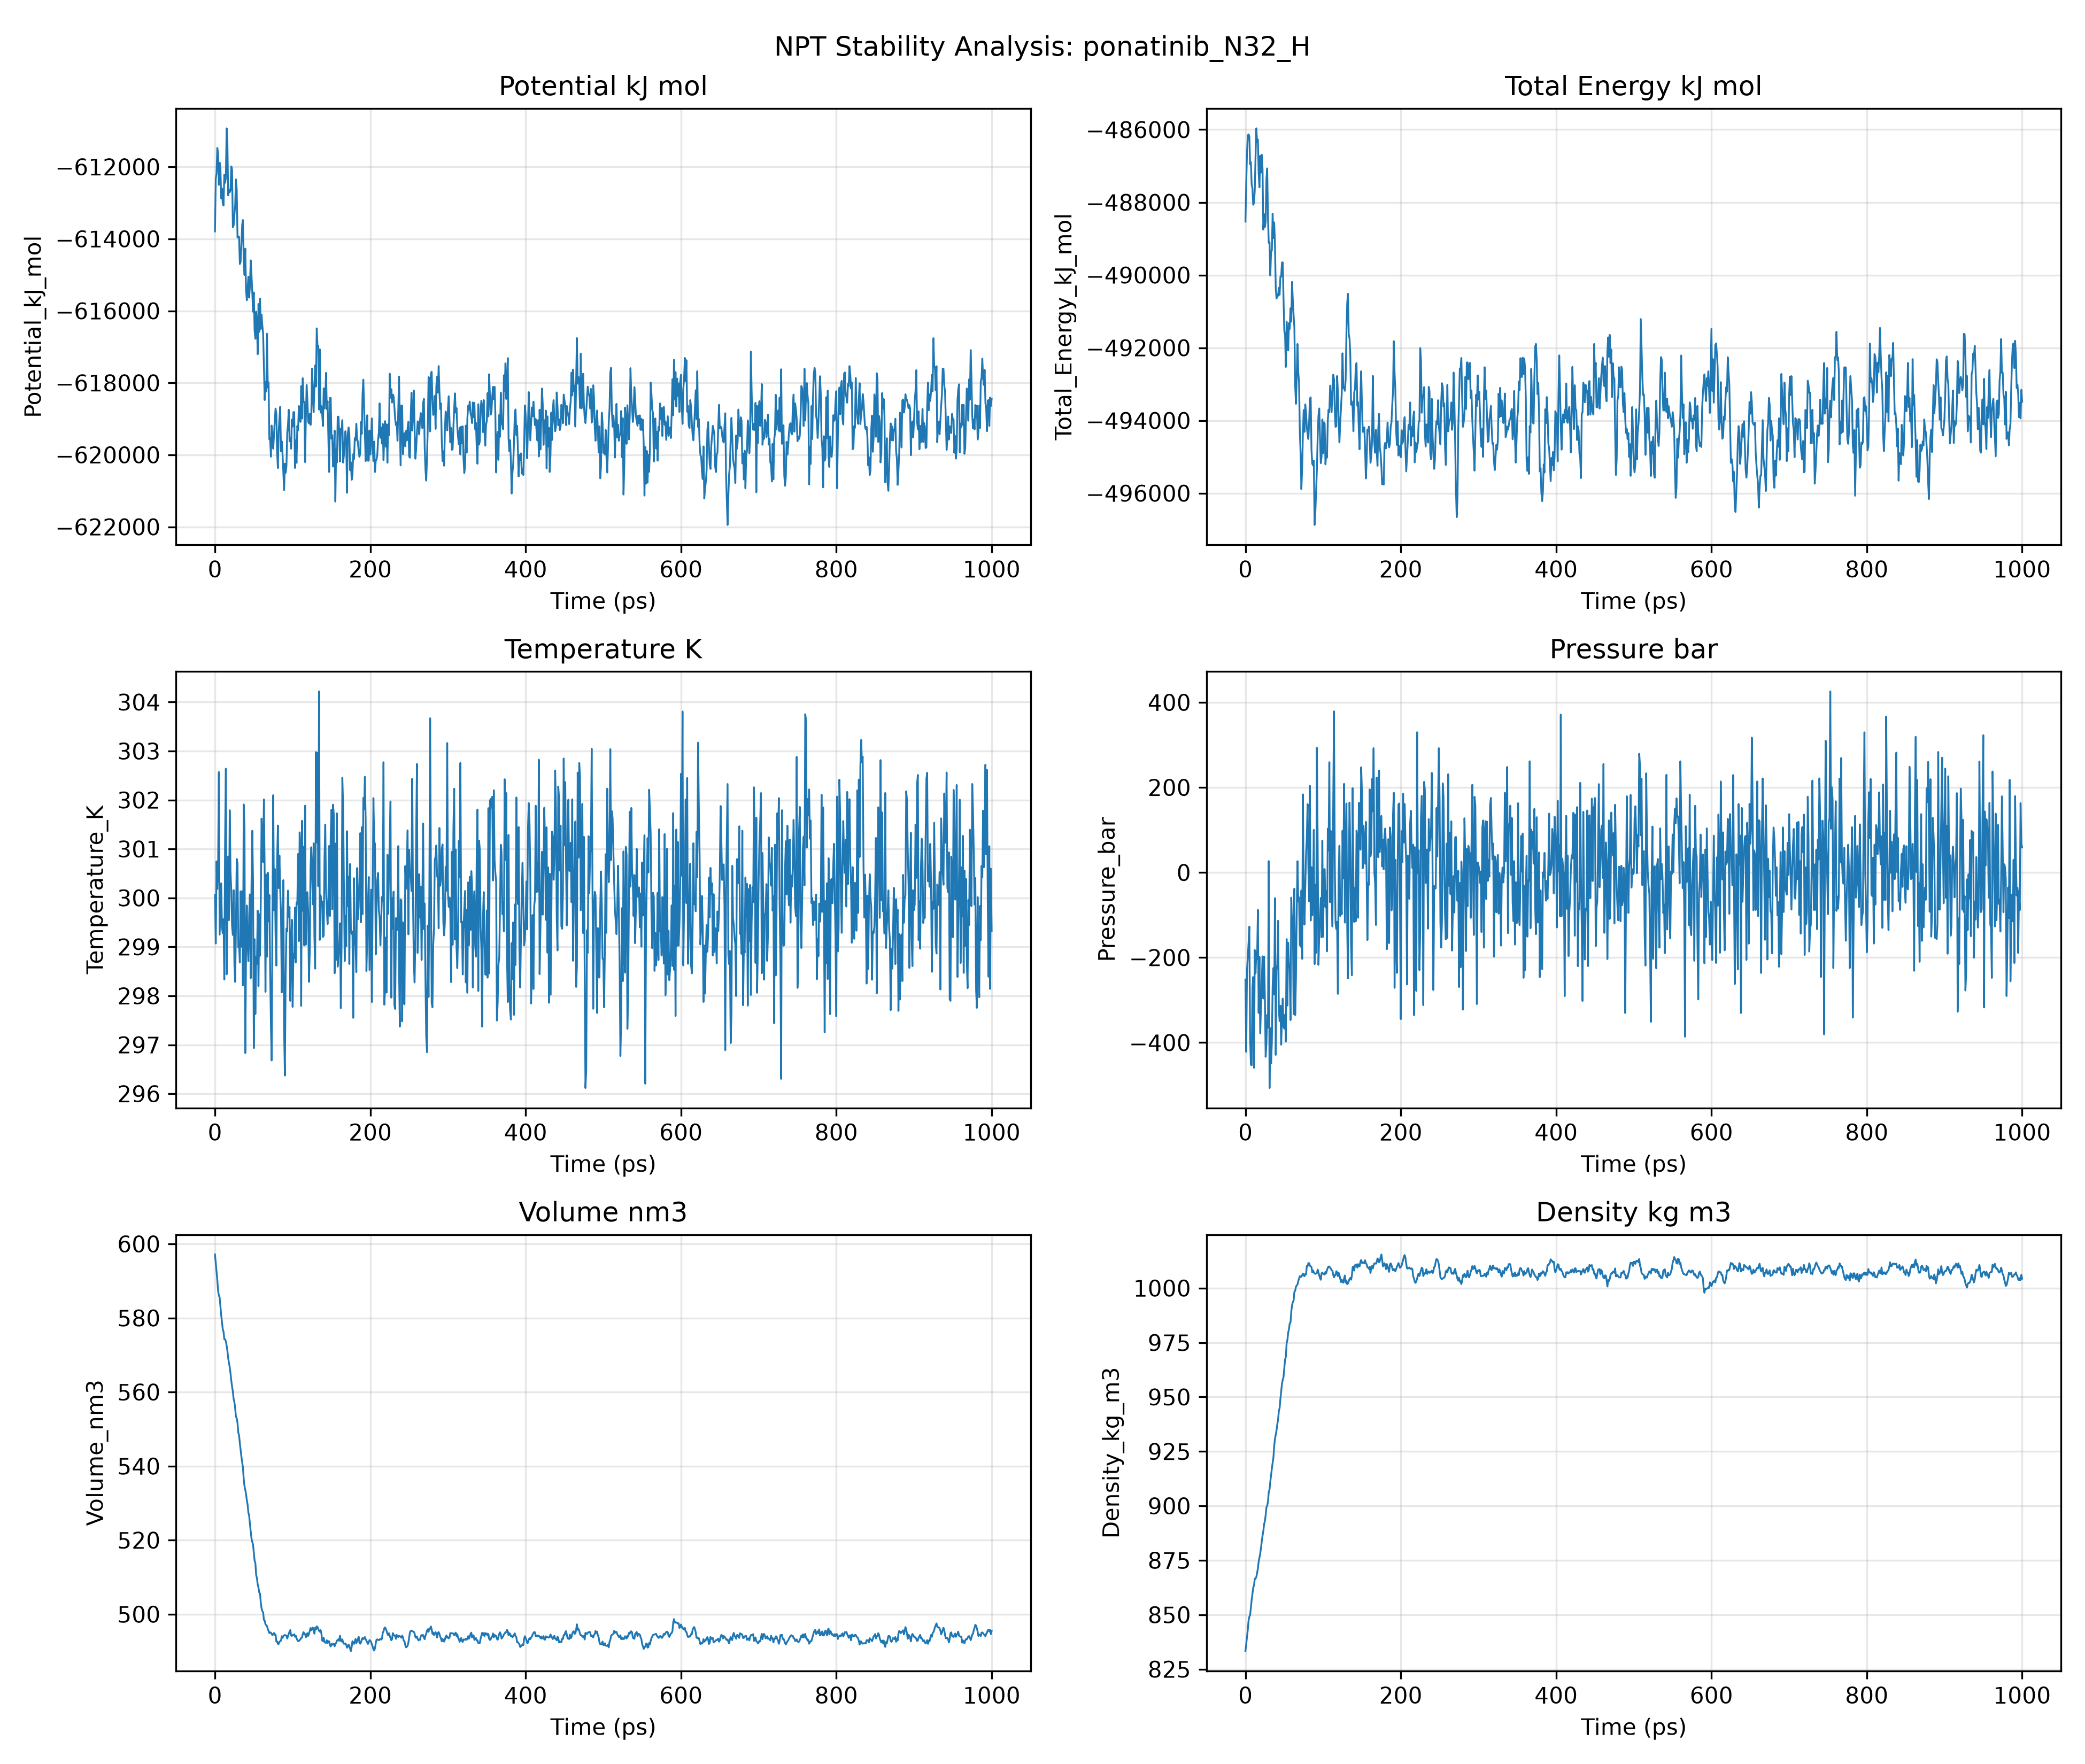 NPT Stability Analysis: ponatinib_N32_H
Potential kJ mol
Potential_kJ_mol
−612000
−614000
−616000
−618000
−620000
−622000
0 200 400 600 800 1000
Time (ps)
Total Energy kJ mol
Total_Energy_kJ_mol
−486000
−488000
−490000
−492000
−494000
−496000
0 200 400 600 800 1000
Time (ps)
Temperature K
Temperature_K
304
303
302
301
300
299
298
297
296
0 200 400 600 800 1000
Time (ps)
Pressure bar
Pressure_bar
400
200
0
−200
−400
0 200 400 600 800 1000
Time (ps)
Volume nm3
Volume_nm3
600
580
560
540
520
500
0 200 400 600 800 1000
Time (ps)
Density kg m3
Density_kg_m3
1000
975
950
925
900
875
850
825
0 200 400 600 800 1000
Time (ps)